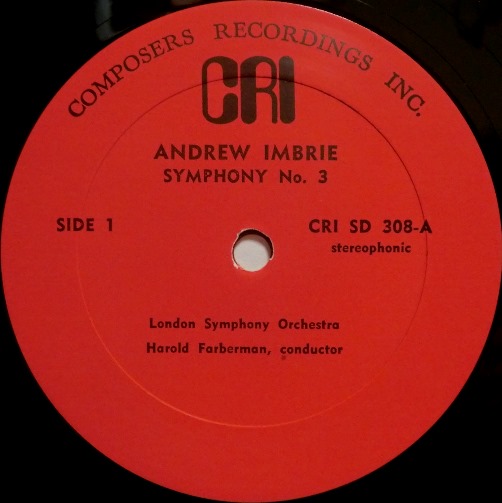 COMPOSERS RECORDINGS INC.
CRI
ANDREW IMBRIE
SYMPHONY No. 3
SIDE 1
CRI SD 308-A
stereophonic
London Symphony Orchestra
Harold Farberman, conductor